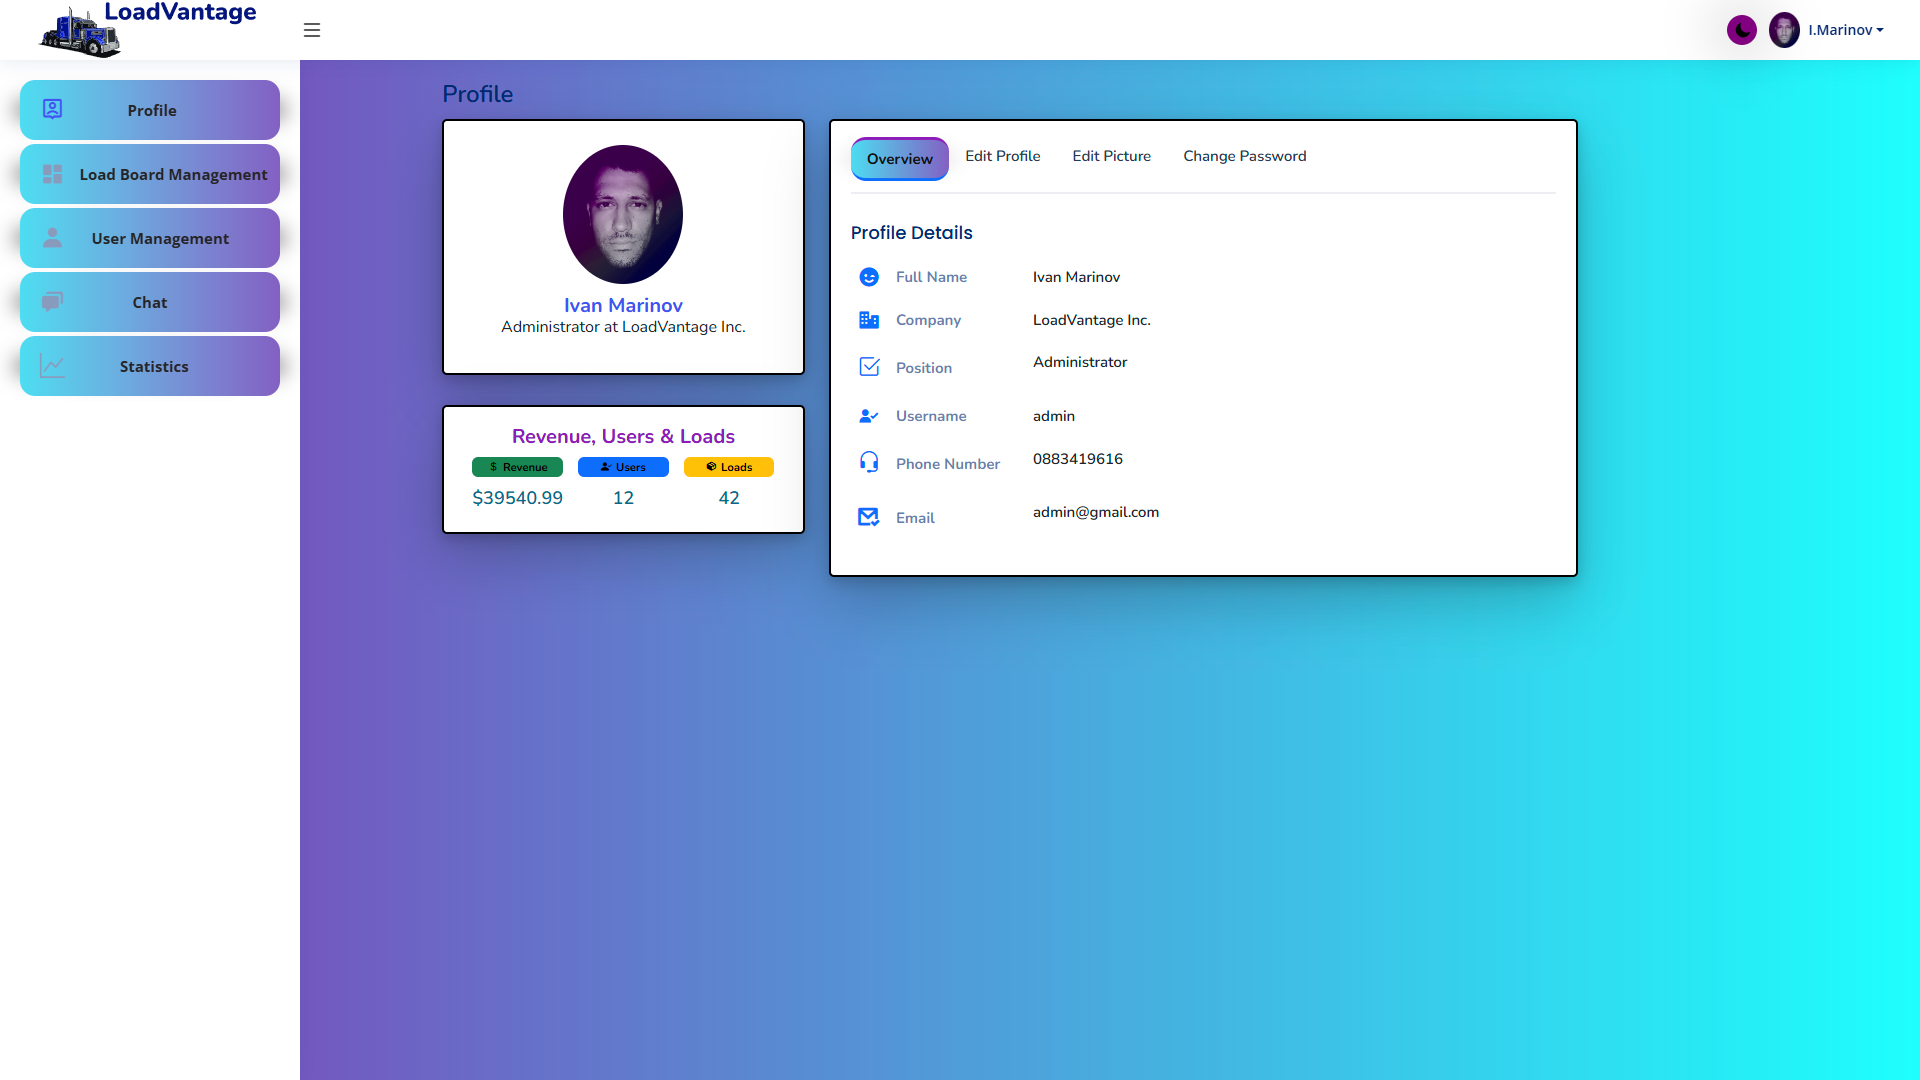 LoadVantage
I.Marinov
Profile
Load Board Management
User Management
Chat
Statistics
Profile
Ivan Marinov
Administrator at LoadVantage Inc.
Revenue, Users & Loads
$ Revenue
Users
Loads
$39540.99
12
42
Overview
Edit Profile
Edit Picture
Change Password
Profile Details
Full Name
Ivan Marinov
Company
LoadVantage Inc.
Position
Administrator
Username
admin
Phone Number
0883419616
Email
admin@gmail.com